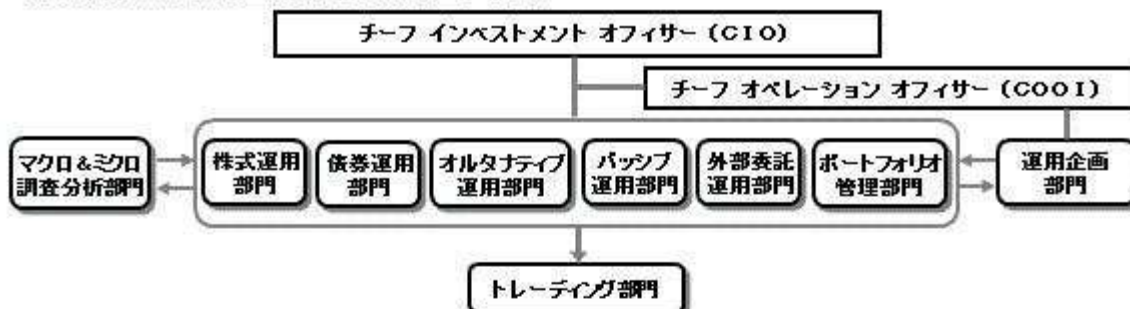 チーフ インベストメント オフィサー (CIO)
チーフ オペレーション オフィサー (COOI)
マクロ&ミクロ
調査分析部門
株式運用
部門
債券運用
部門
オルタナティブ
運用部門
パッシブ
運用部門
外部委託
運用部門
ポートフォリオ
管理部門
運用企画
部門
トレーディング部門